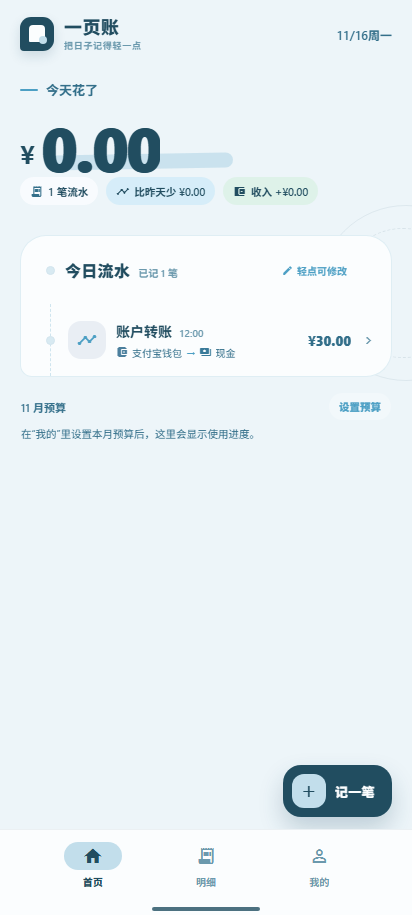 一页账
把日子记得轻一点
11/16周一
今天花了
¥ 0.00
1 笔流水
比昨天少 ¥0.00
收入 +¥0.00
今日流水 已记 1 笔
轻点可修改
账户转账 12:00
支付宝钱包 → 现金
¥30.00
11 月预算
设置预算
在“我的”里设置本月预算后，这里会显示使用进度。
记一笔
首页
明细
我的